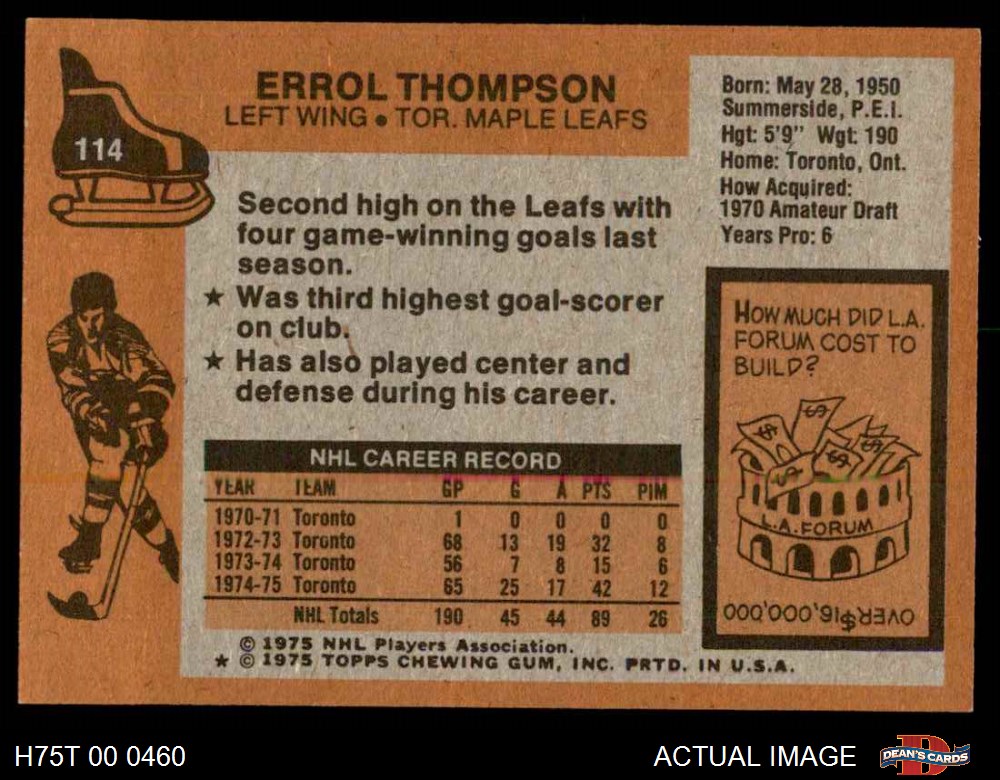 114
ERROL THOMPSON
LEFT WING • TOR. MAPLE LEAFS
Second high on the Leafs with
four game-winning goals last
season.
★ Was third highest goal-scorer
on club.
★ Has also played center and
defense during his career.
Born: May 28, 1950
Summerside, P.E.I.
Hgt: 5'9" Wgt: 190
Home: Toronto, Ont.
How Acquired:
1970 Amateur Draft
Years Pro: 6
HOW MUCH DID L.A.
FORUM COST TO
BUILD?
$ $ $ $ $
L.A. FORUM
OVER $16,000,000
NHL CAREER RECORD
YEAR TEAM GP G A PTS PIM
1970-71 Toronto 1 0 0 0 0
1972-73 Toronto 68 13 19 32 8
1973-74 Toronto 56 7 8 15 6
1974-75 Toronto 65 25 17 42 12
NHL Totals 190 45 44 89 26
© 1975 NHL Players Association.
★ © 1975 TOPPS CHEWING GUM, INC. PRTD. IN U.S.A.
H75T 00 0460
ACTUAL IMAGE
DEAN'S CARDS